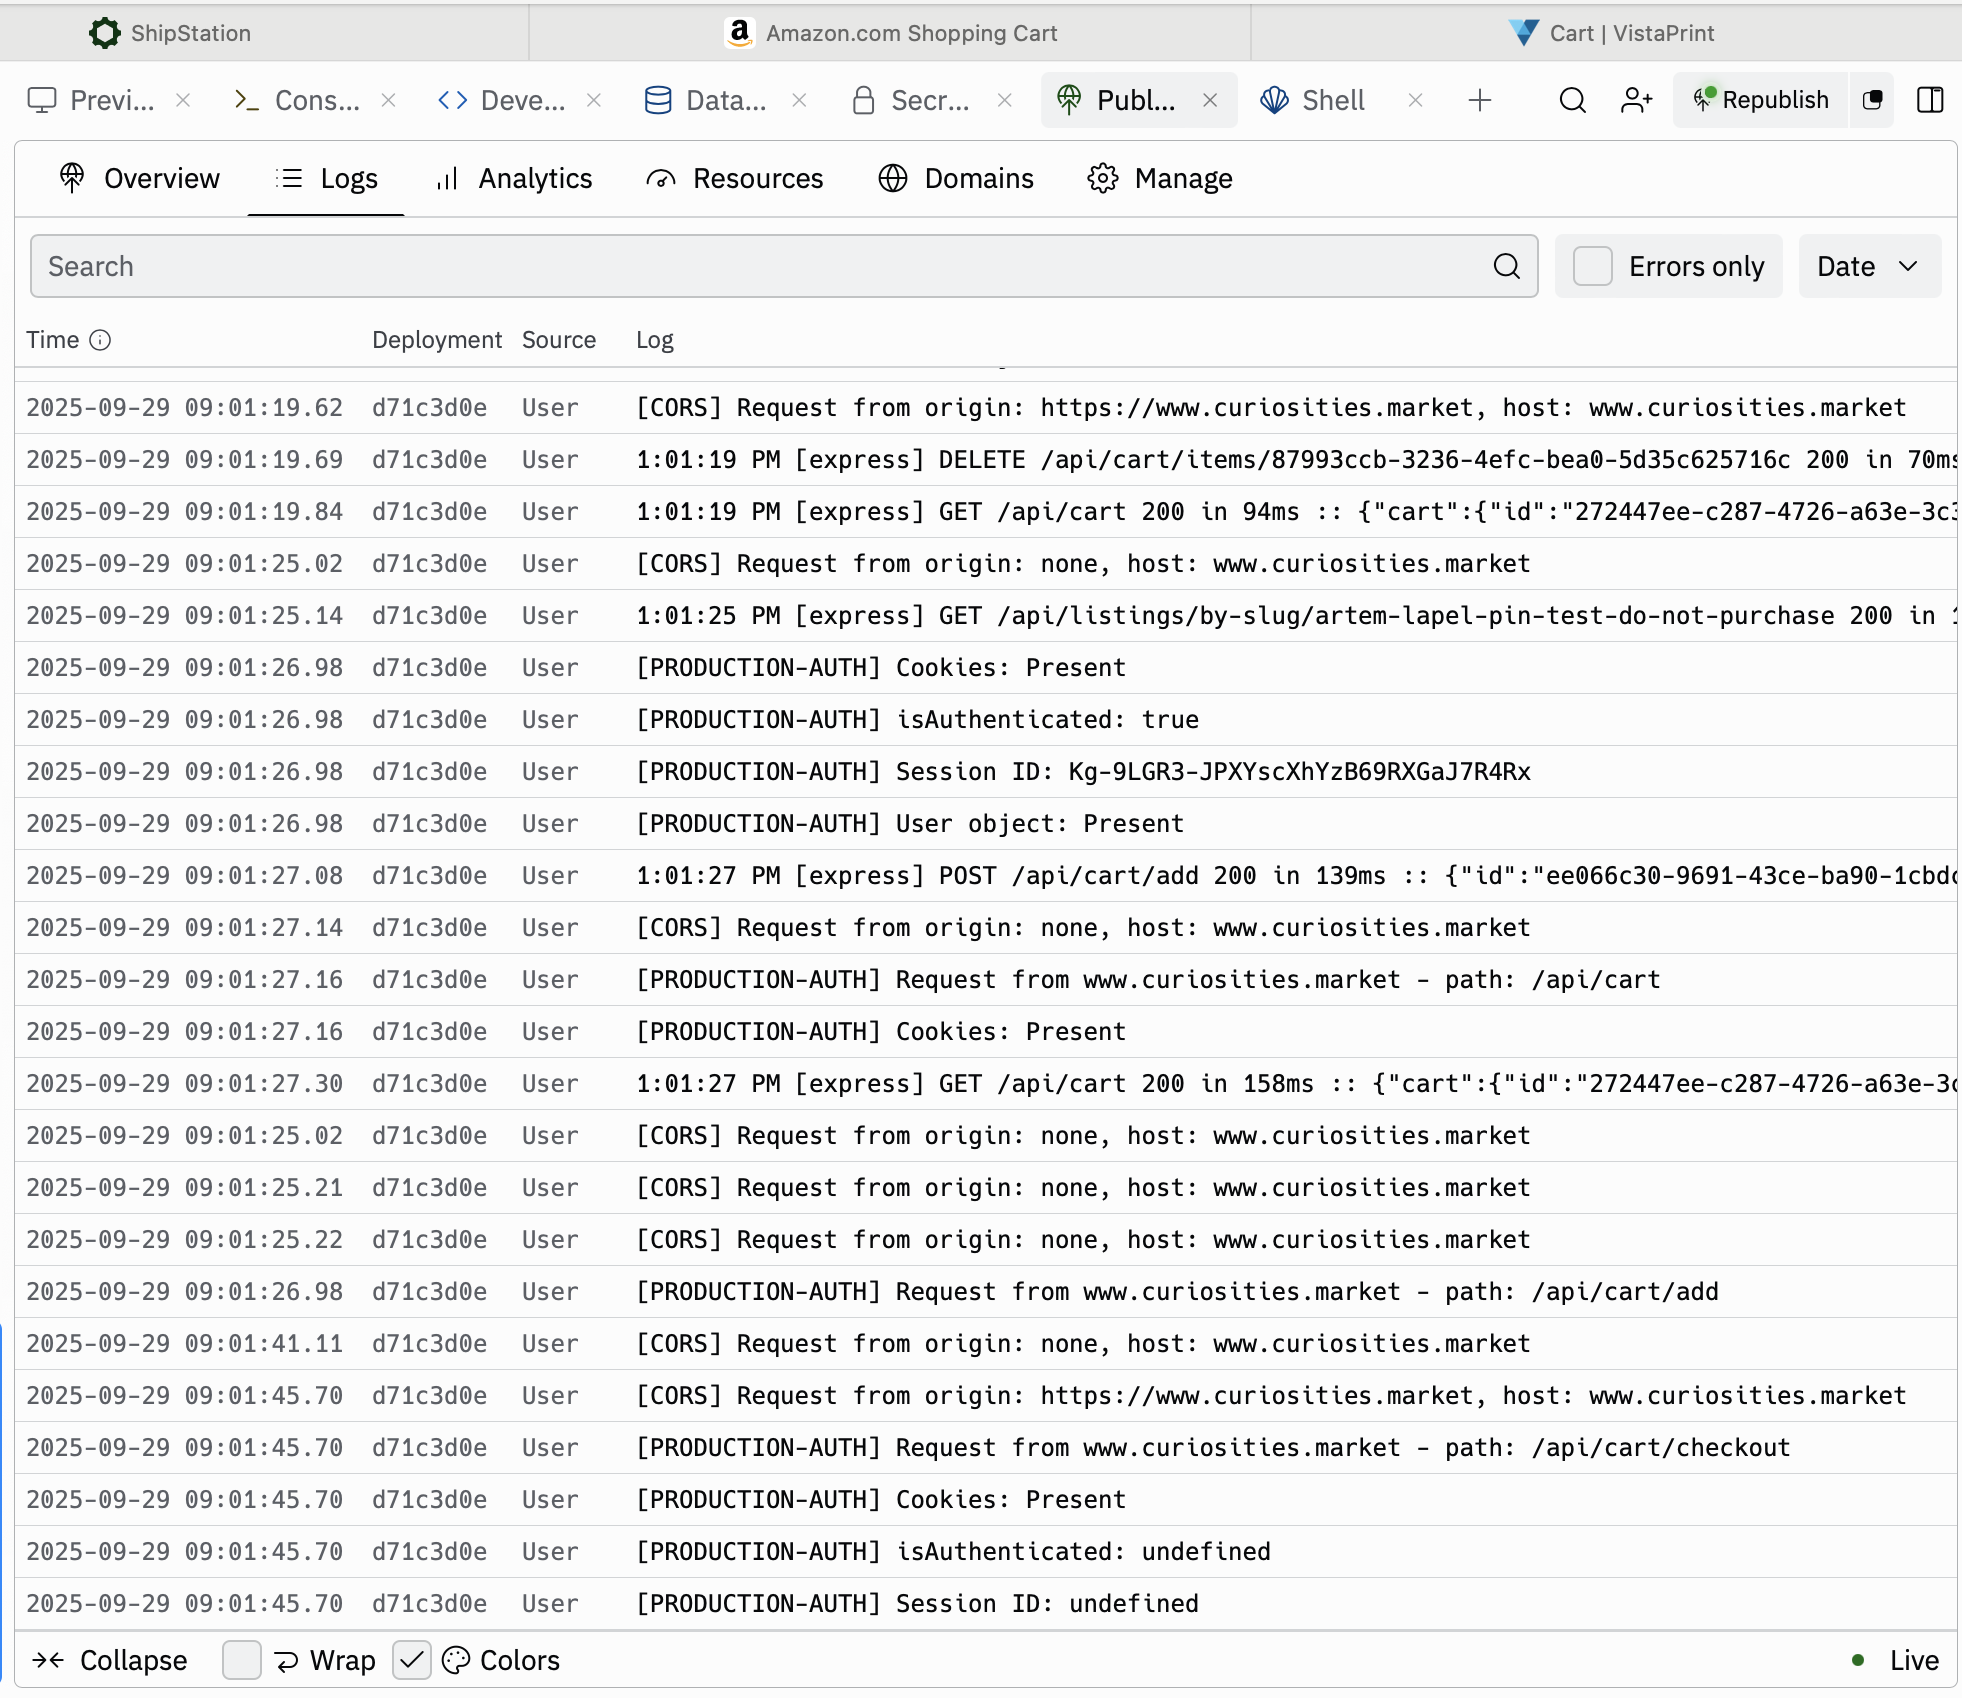 ShipStation
Amazon.com Shopping Cart
Cart | VistaPrint
Previ...
Cons...
Deve...
Data...
Secr...
Publ...
Shell
Republish
Overview
Logs
Analytics
Resources
Domains
Manage
Search
Errors only
Date
Time Deployment Source Log
2025-09-29 09:01:19.62 d71c3d0e User [CORS] Request from origin: https://www.curiosities.market, host: www.curiosities.market
2025-09-29 09:01:19.69 d71c3d0e User 1:01:19 PM [express] DELETE /api/cart/items/87993ccb-3236-4efc-bea0-5d35c625716c 200 in 70ms
2025-09-29 09:01:19.84 d71c3d0e User 1:01:19 PM [express] GET /api/cart 200 in 94ms :: {"cart":{"id":"272447ee-c287-4726-a63e-3c3
2025-09-29 09:01:25.02 d71c3d0e User [CORS] Request from origin: none, host: www.curiosities.market
2025-09-29 09:01:25.14 d71c3d0e User 1:01:25 PM [express] GET /api/listings/by-slug/artem-lapel-pin-test-do-not-purchase 200 in
2025-09-29 09:01:26.98 d71c3d0e User [PRODUCTION-AUTH] Cookies: Present
2025-09-29 09:01:26.98 d71c3d0e User [PRODUCTION-AUTH] isAuthenticated: true
2025-09-29 09:01:26.98 d71c3d0e User [PRODUCTION-AUTH] Session ID: Kg-9LGR3-JPXYscXhYzB69RXGaJ7R4Rx
2025-09-29 09:01:26.98 d71c3d0e User [PRODUCTION-AUTH] User object: Present
2025-09-29 09:01:27.08 d71c3d0e User 1:01:27 PM [express] POST /api/cart/add 200 in 139ms :: {"id":"ee066c30-9691-43ce-ba90-1cbdc
2025-09-29 09:01:27.14 d71c3d0e User [CORS] Request from origin: none, host: www.curiosities.market
2025-09-29 09:01:27.16 d71c3d0e User [PRODUCTION-AUTH] Request from www.curiosities.market - path: /api/cart
2025-09-29 09:01:27.16 d71c3d0e User [PRODUCTION-AUTH] Cookies: Present
2025-09-29 09:01:27.30 d71c3d0e User 1:01:27 PM [express] GET /api/cart 200 in 158ms :: {"cart":{"id":"272447ee-c287-4726-a63e-3c
2025-09-29 09:01:25.02 d71c3d0e User [CORS] Request from origin: none, host: www.curiosities.market
2025-09-29 09:01:25.21 d71c3d0e User [CORS] Request from origin: none, host: www.curiosities.market
2025-09-29 09:01:25.22 d71c3d0e User [CORS] Request from origin: none, host: www.curiosities.market
2025-09-29 09:01:26.98 d71c3d0e User [PRODUCTION-AUTH] Request from www.curiosities.market - path: /api/cart/add
2025-09-29 09:01:41.11 d71c3d0e User [CORS] Request from origin: none, host: www.curiosities.market
2025-09-29 09:01:45.70 d71c3d0e User [CORS] Request from origin: https://www.curiosities.market, host: www.curiosities.market
2025-09-29 09:01:45.70 d71c3d0e User [PRODUCTION-AUTH] Request from www.curiosities.market - path: /api/cart/checkout
2025-09-29 09:01:45.70 d71c3d0e User [PRODUCTION-AUTH] Cookies: Present
2025-09-29 09:01:45.70 d71c3d0e User [PRODUCTION-AUTH] isAuthenticated: undefined
2025-09-29 09:01:45.70 d71c3d0e User [PRODUCTION-AUTH] Session ID: undefined
Collapse
Wrap
Colors
Live